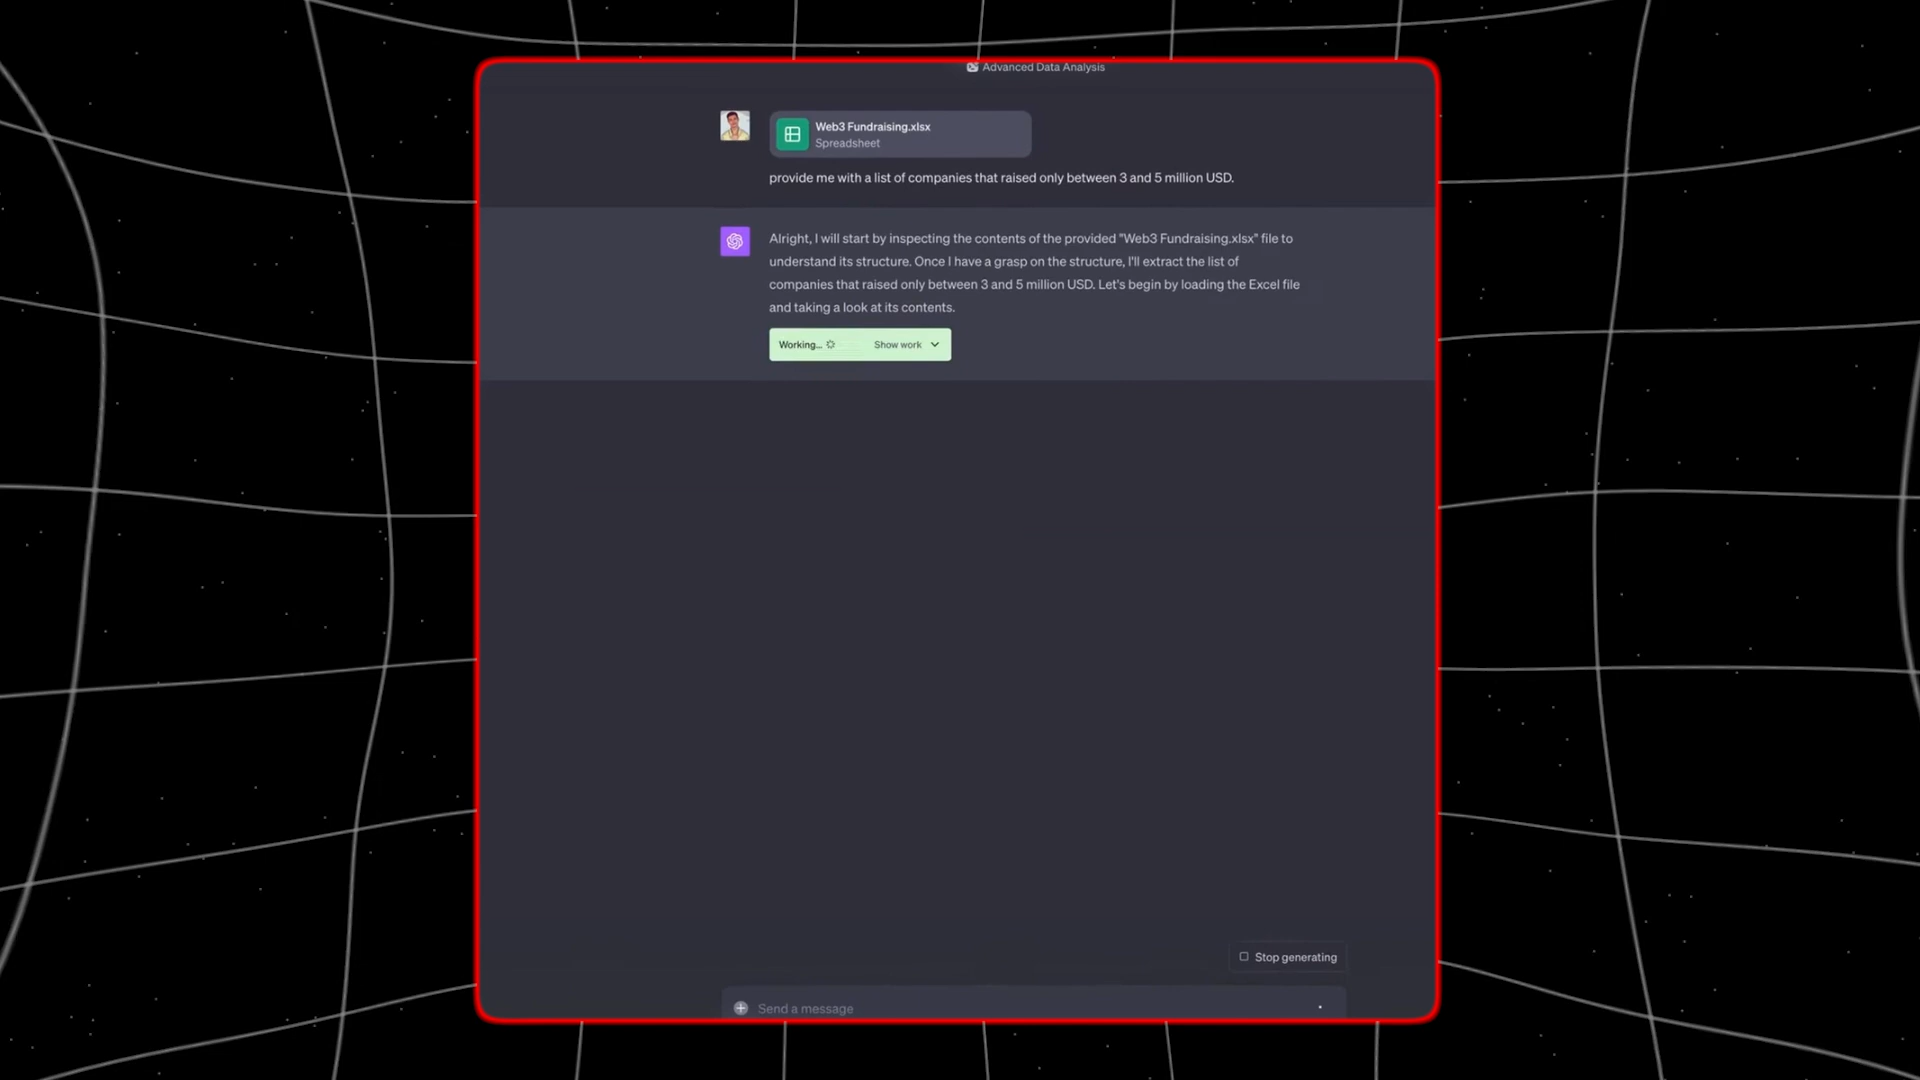 Advanced Data Analysis
Web3 Fundraising.xlsx
Spreadsheet
provide me with a list of companies that raised only between 3 and 5 million USD.
Alright, I will start by inspecting the contents of the provided "Web3 Fundraising.xlsx" file to
understand its structure. Once I have a grasp on the structure, I'll extract the list of
companies that raised only between 3 and 5 million USD. Let's begin by loading the Excel file
and taking a look at its contents.
Working... Show work
Stop generating
Send a message